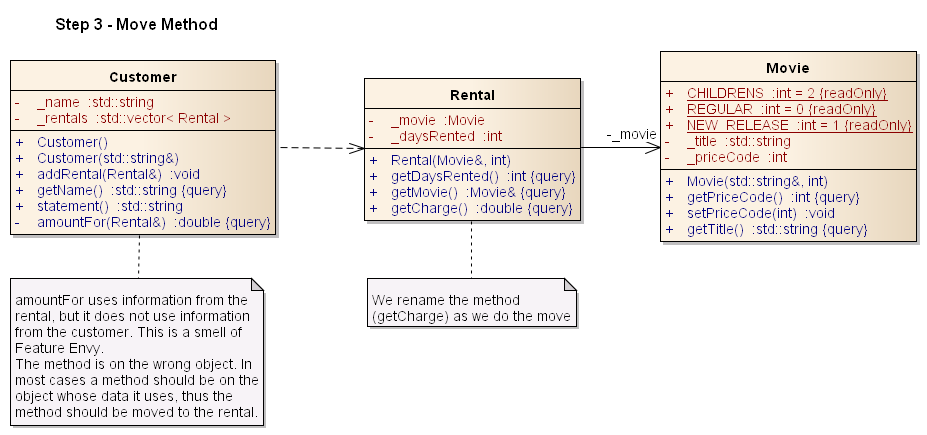 Step 3 - Move Method
Customer
- _name :std::string
- _rentals :std::vector< Rental >
+ Customer()
+ Customer(std::string&)
+ addRental(Rental&) :void
+ getName() :std::string {query}
+ statement() :std::string
- amountFor(Rental&) :double {query}
Rental
- _movie :Movie
- _daysRented :int
+ Rental(Movie&, int)
+ getDaysRented() :int {query}
+ getMovie() :Movie& {query}
+ getCharge() :double {query}
-_movie
Movie
+ CHILDRENS :int = 2 {readOnly}
+ REGULAR :int = 0 {readOnly}
+ NEW_RELEASE :int = 1 {readOnly}
- _title :std::string
- _priceCode :int
+ Movie(std::string&, int)
+ getPriceCode() :int {query}
+ setPriceCode(int) :void
+ getTitle() :std::string {query}
amountFor uses information from the
rental, but it does not use information
from the customer. This is a smell of
Feature Envy.
The method is on the wrong object. In
most cases a method should be on the
object whose data it uses, thus the
method should be moved to the rental.
We rename the method
(getCharge) as we do the move